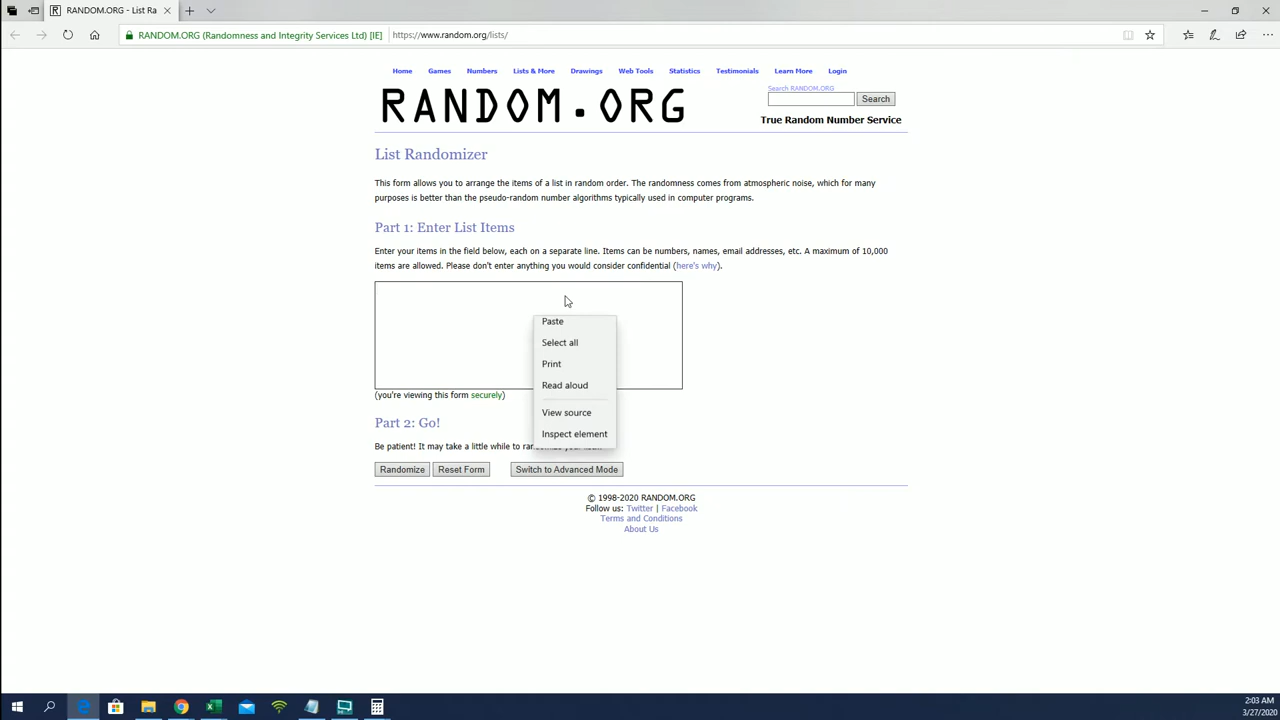 RANDOM.ORG - List Ra
RANDOM.ORG (Randomness and Integrity Services Ltd) [IE]
https://www.random.org/lists/
Home Games Numbers Lists & More Drawings Web Tools Statistics Testimonials Learn More Login
RANDOM.ORG
Search RANDOM.ORG
Search
True Random Number Service
List Randomizer
This form allows you to arrange the items of a list in random order. The randomness comes from atmospheric noise, which for many
purposes is better than the pseudo-random number algorithms typically used in computer programs.
Part 1: Enter List Items
Enter your items in the field below, each on a separate line. Items can be numbers, names, email addresses, etc. A maximum of 10,000
items are allowed. Please don't enter anything you would consider confidential (here's why).
Paste
Select all
Print
Read aloud
View source
Inspect element
(you're viewing this form securely)
Part 2: Go!
Be patient! It may take a little while to
Randomize Reset Form Switch to Advanced Mode
© 1998-2020 RANDOM.ORG
Follow us: Twitter | Facebook
Terms and Conditions
About Us
2:03 AM
3/27/2020